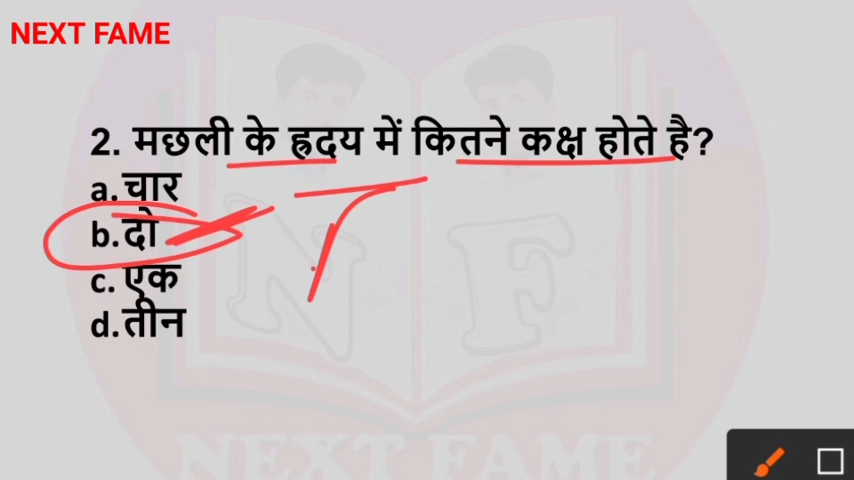 NEXT FAME
2. मछली के ह्रदय में कितने कक्ष होते है?
a.चार
b.दो
c. एक
d.तीन
N F
NEXT FAME